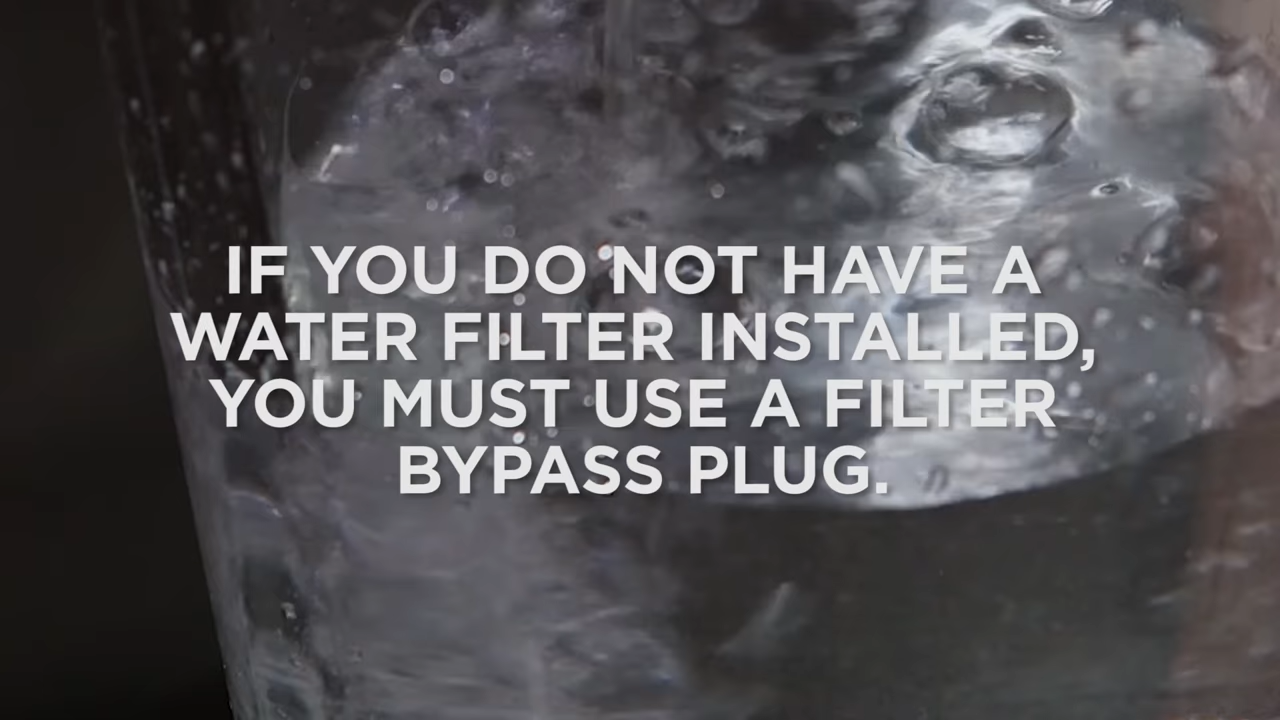 IF YOU DO NOT HAVE A
WATER FILTER INSTALLED,
YOU MUST USE A FILTER
BYPASS PLUG.